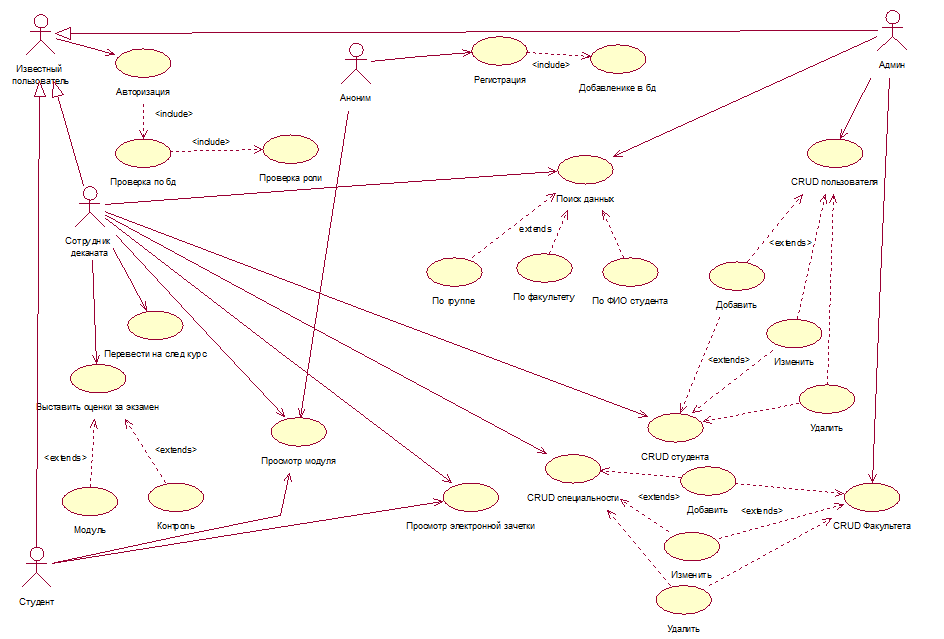 Известный
пользователь
Авторизация
<include>
Проверка по бд
<include>
Проверка роли
Аноним
Регистрация
<include>
Добавленике в бд
Админ
CRUD пользователя
Поиск данных
extends
По группе
По факультету
По ФИО студента
<extends>
Добавить
<extends>
Изменить
Удалить
Сотрудник
деканата
Перевести на след курс
Выставить оценки за экзамен
<extends>
<extends>
Модуль
Контроль
Просмотр модуля
Просмотр электронной зачетки
CRUD студента
CRUD специальности
<extends>
Добавить
<extends>
CRUD Факультета
Изменить
Удалить
Студент